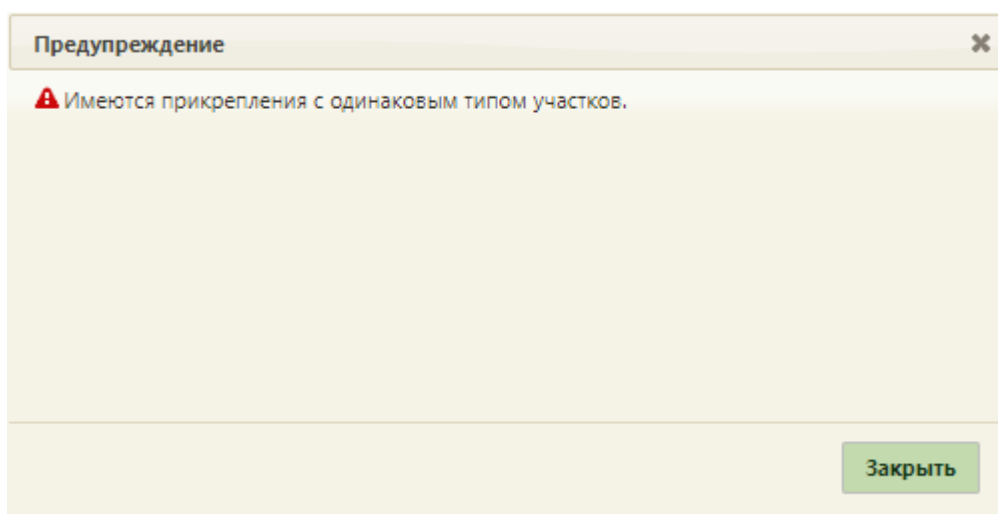 Предупреждение
Имеются прикрепления с одинаковым типом участков.
Закрыть